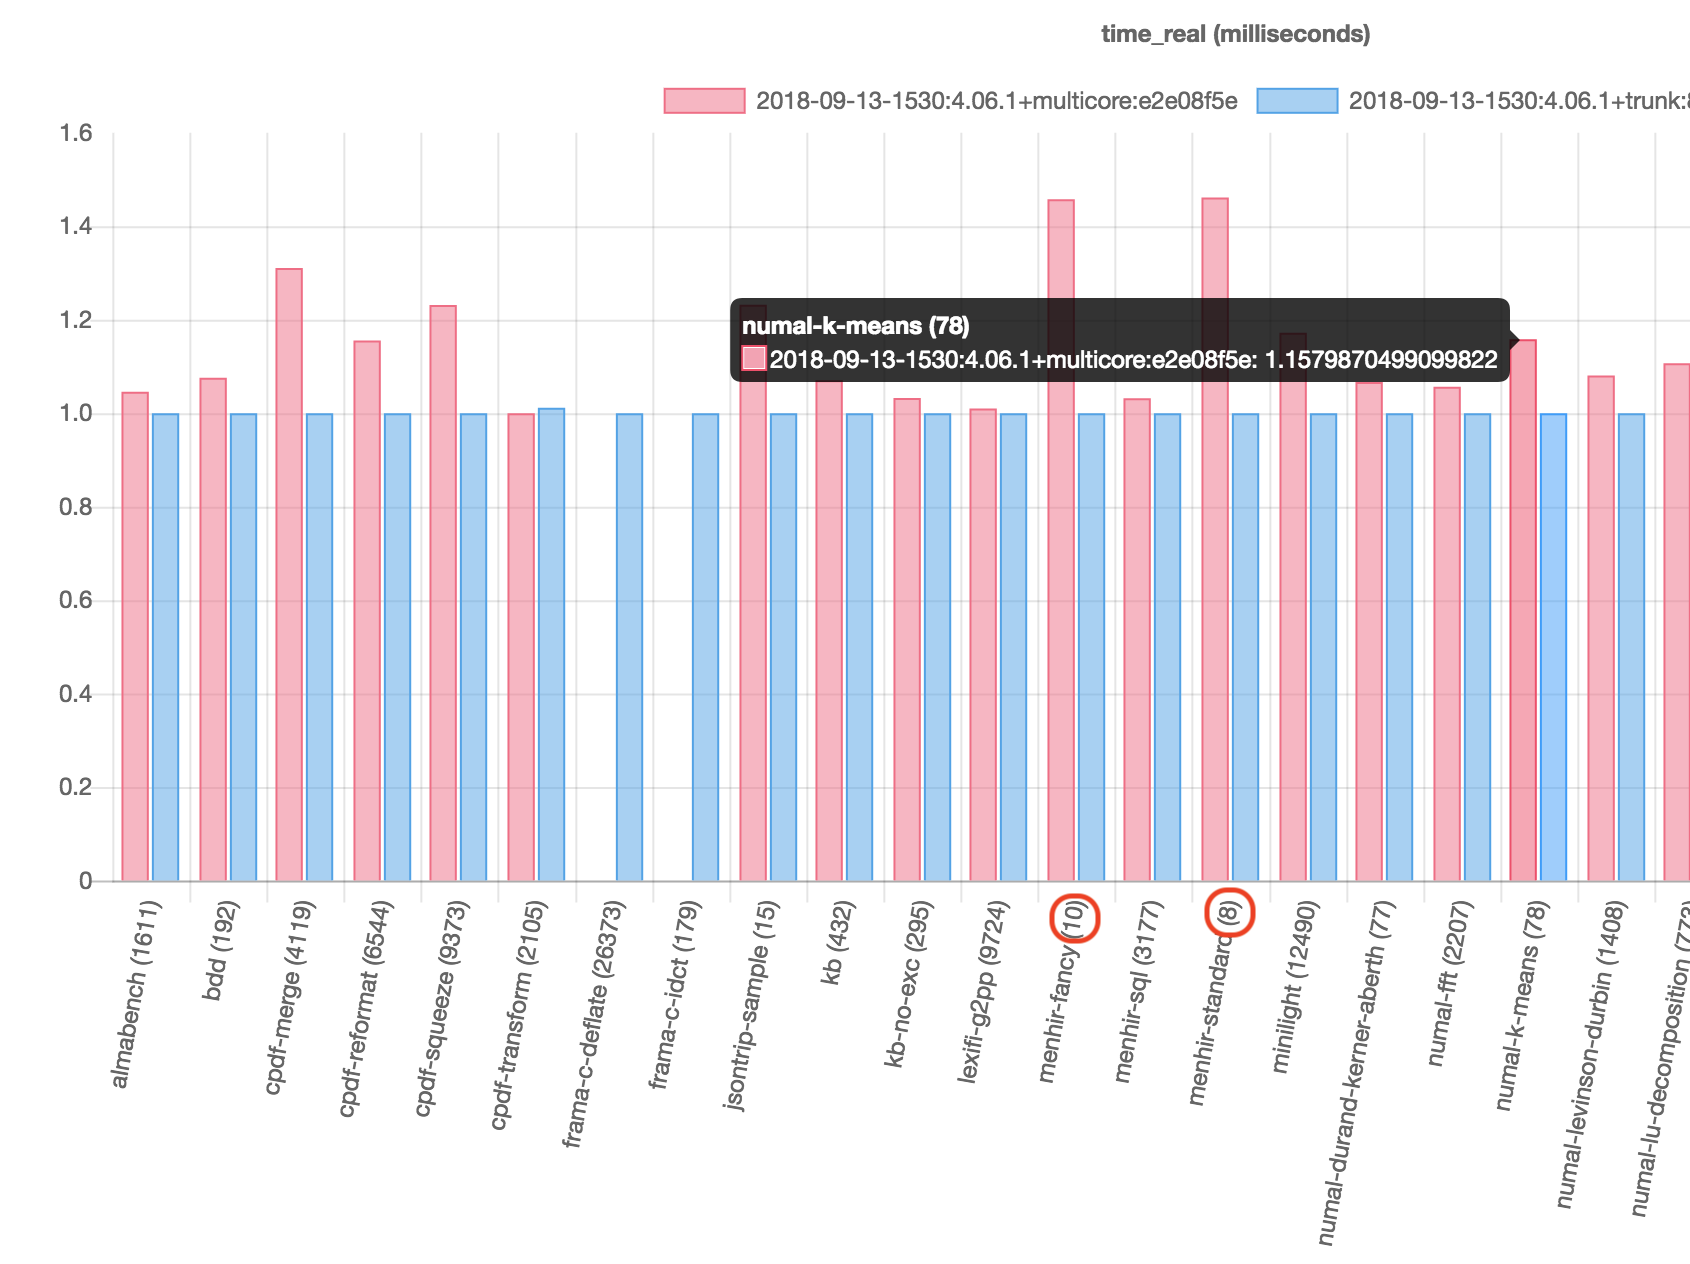 time_real (milliseconds)
2018-09-13-1530:4.06.1+multicore:e2e08f5e
2018-09-13-1530:4.06.1+trunk:
1.6
1.4
1.2
1.0
0.8
0.6
0.4
0.2
0
numal-k-means (78)
2018-09-13-1530:4.06.1+multicore:e2e08f5e: 1.1579870499099822
almabench (1611)
bdd (192)
cpdf-merge (4119)
cpdf-reformat (6544)
cpdf-squeeze (9373)
cpdf-transform (2105)
frama-c-deflate (26373)
frama-c-idct (179)
jsontrip-sample (15)
kb (432)
kb-no-exc (295)
lexifi-g2pp (9724)
menhir-fancy (10)
menhir-sql (3177)
menhir-standard (8)
minilight (12490)
numal-durand-kerner-aberth (77)
numal-fft (2207)
numal-k-means (78)
numal-levinson-durbin (1408)
numal-lu-decomposition (773